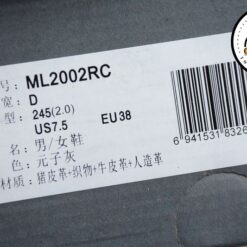 号: ML2002RC
宽: D
型: 245(2.0)
US7.5 EU38
名: 男/女鞋
色: 元子灰
材质: 猪皮革+织物+牛皮革+人造革
6 941531 8326